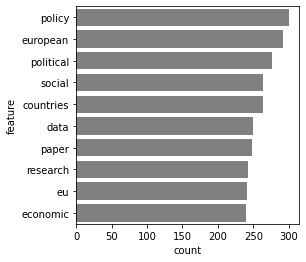 policy
european
political
social
countries
data
paper
research
eu
economic
0 50 100 150 200 250 300
count
feature